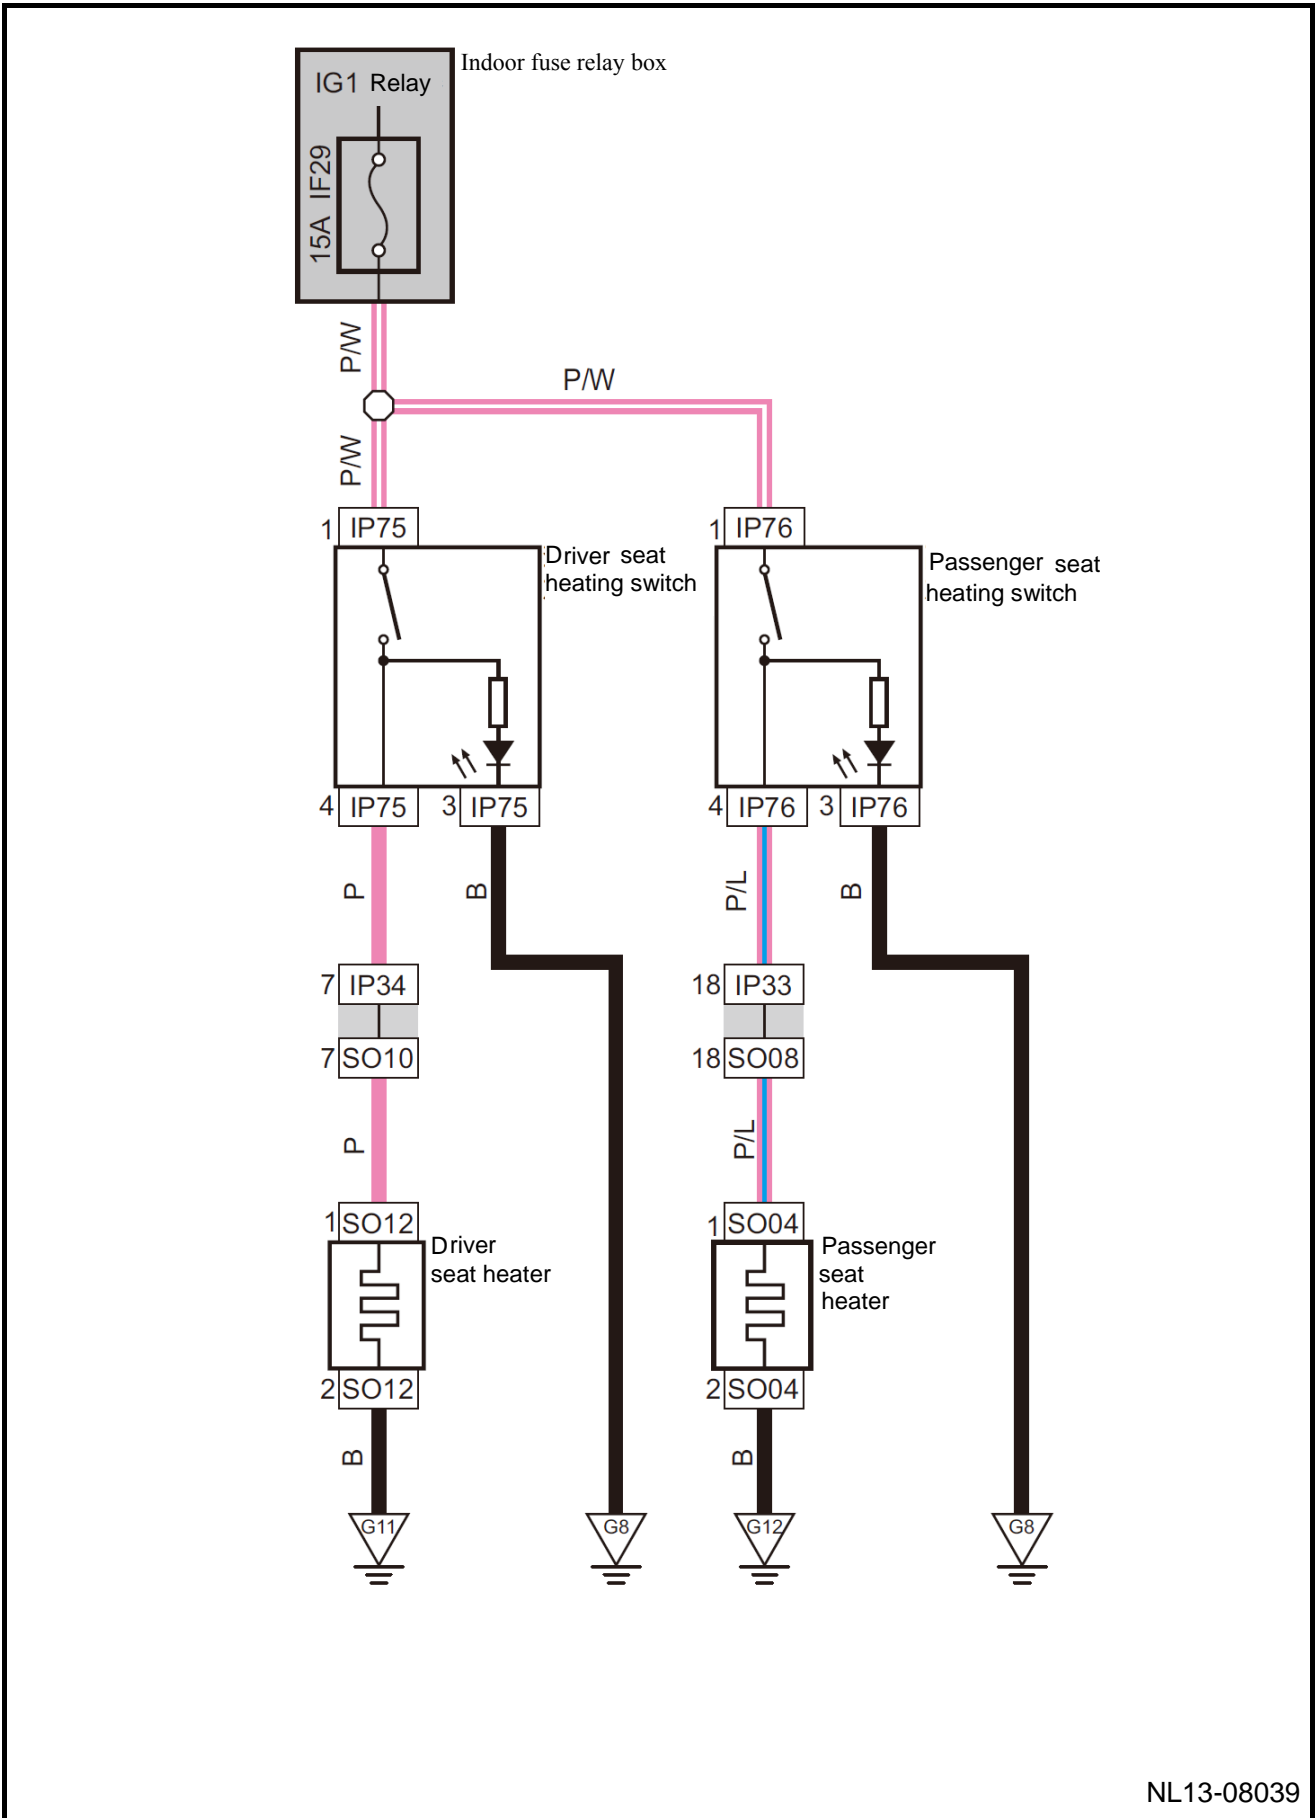 Indoor fuse relay box
IG1 Relay
15A IF29
P/W
P/W
P/W
1 IP75
1 IP76
Driver seat
heating switch
Passenger seat
heating switch
4 IP75
3 IP75
4 IP76
3 IP76
P
B
P/L
B
7 IP34
18 IP33
7 SO10
18 SO08
P
P/L
1 SO12
1 SO04
Driver
seat heater
Passenger
seat
heater
2 SO12
2 SO04
B
B
G11
G8
G12
G8
NL13-08039